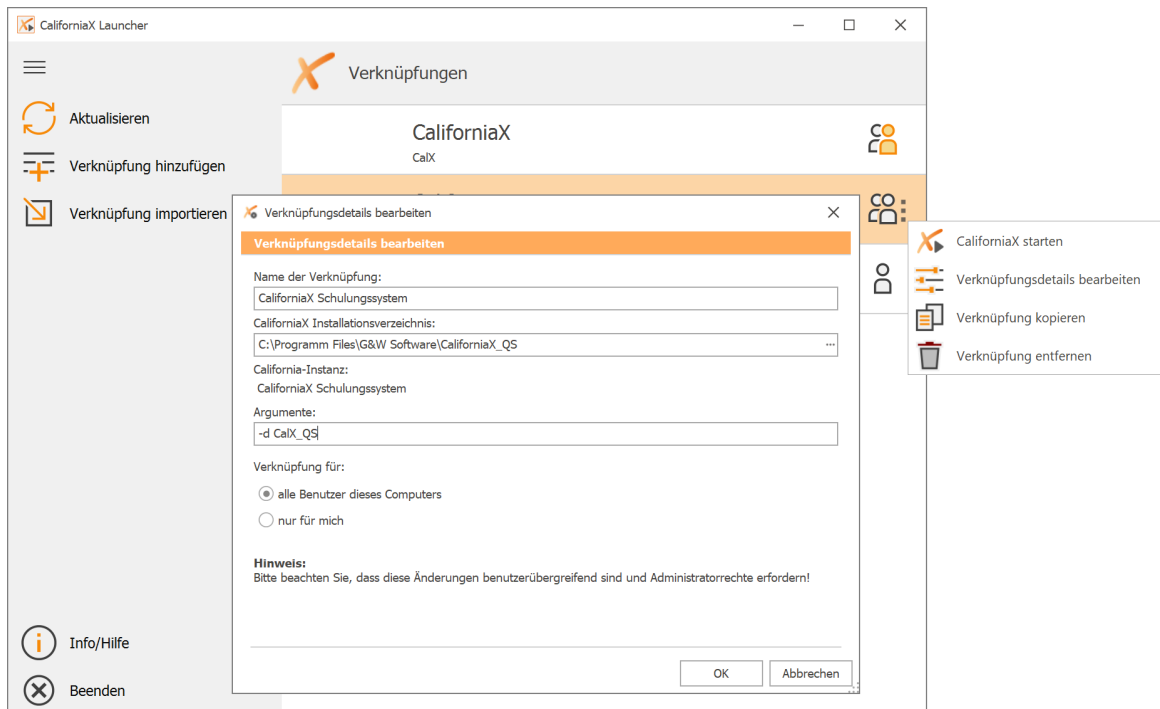 CaliforniaX Launcher
Verknüpfungen
Aktualisieren
Verknüpfung hinzufügen
Verknüpfung importieren
CaliforniaX
CalX
Verknüpfungsdetails bearbeiten
Verknüpfungsdetails bearbeiten
Name der Verknüpfung:
CaliforniaX Schulungssystem
CaliforniaX Installationsverzeichnis:
C:\Programm Files\G&W Software\CaliforniaX_QS
...
California-Instanz:
CaliforniaX Schulungssystem
Argumente:
-d CalX_QS
Verknüpfung für:
alle Benutzer dieses Computers
nur für mich
Hinweis:
Bitte beachten Sie, dass diese Änderungen benutzerübergreifend sind und Administratorrechte erfordern!
OK
Abbrechen
CaliforniaX starten
Verknüpfungsdetails bearbeiten
Verknüpfung kopieren
Verknüpfung entfernen
Info/Hilfe
Beenden